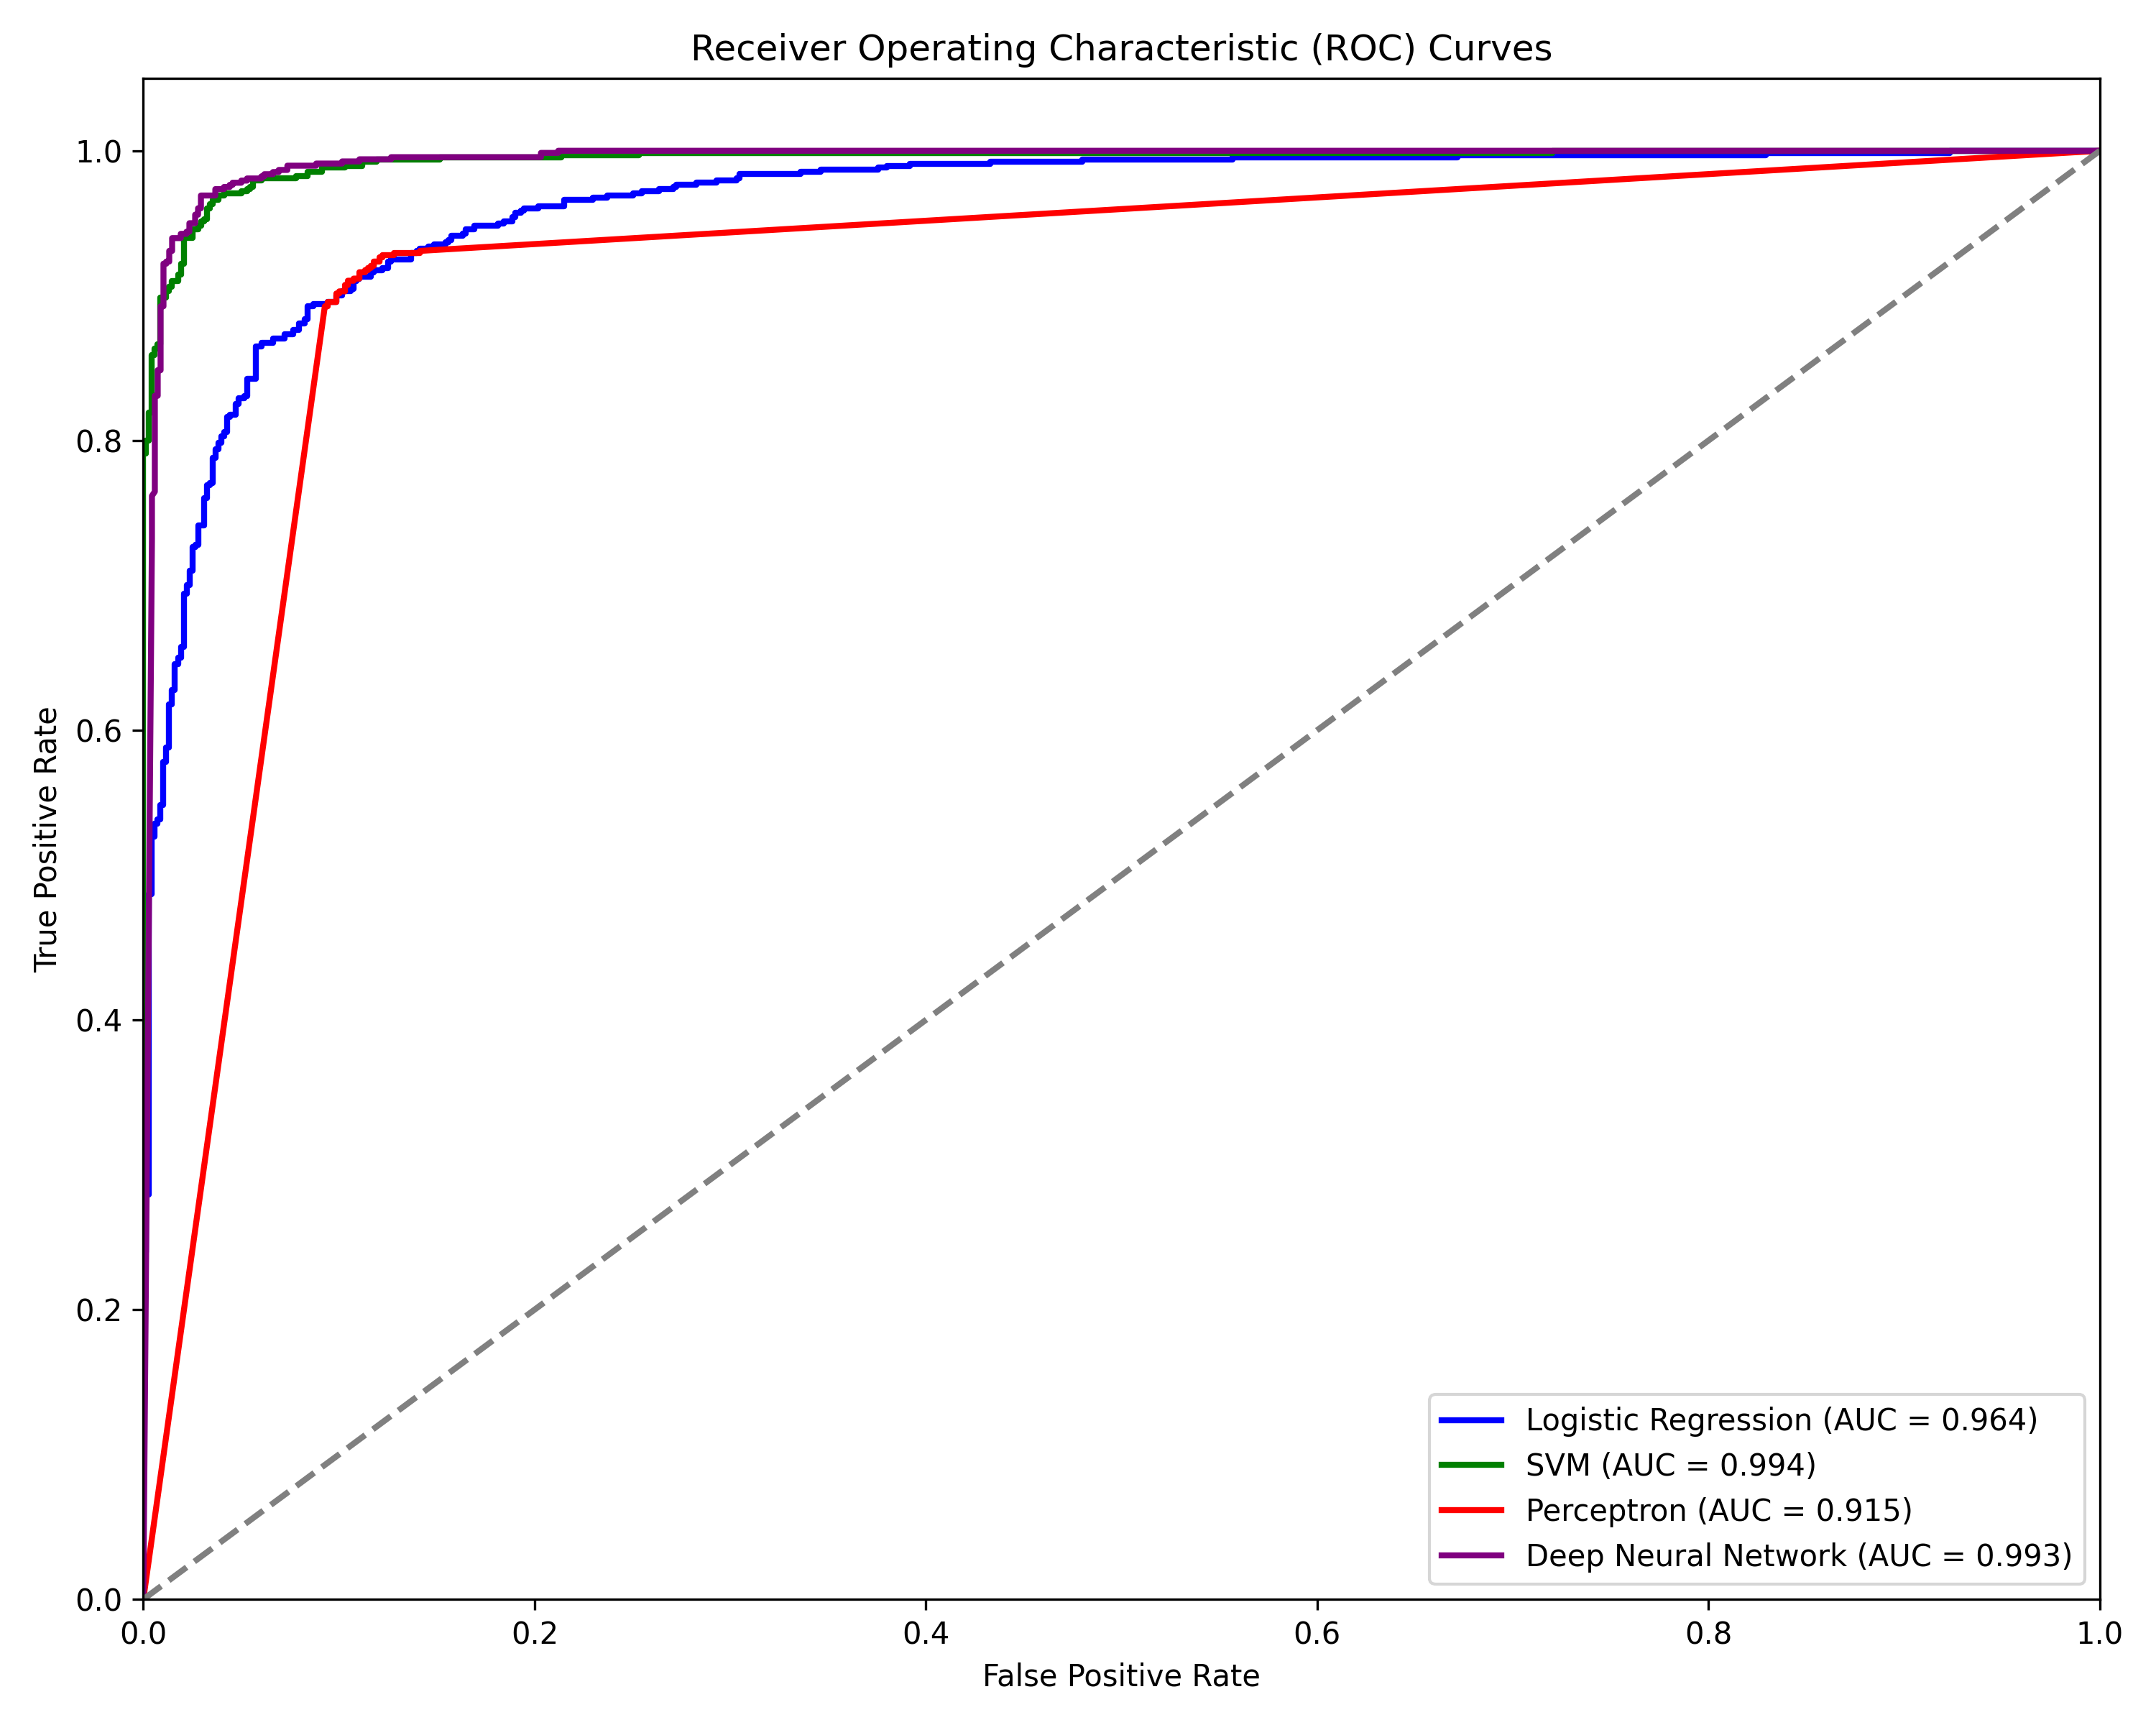 Receiver Operating Characteristic (ROC) Curves
True Positive Rate
1.0
0.8
0.6
0.4
0.2
0.0
0.0 0.2 0.4 0.6 0.8 1.0
False Positive Rate
Logistic Regression (AUC = 0.964)
SVM (AUC = 0.994)
Perceptron (AUC = 0.915)
Deep Neural Network (AUC = 0.993)